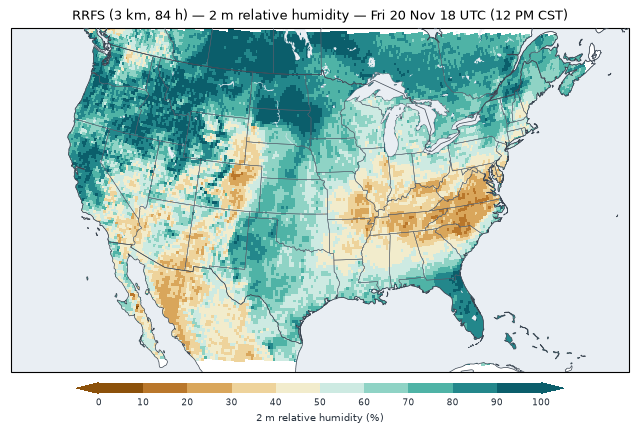 RRFS (3 km, 84 h) — 2 m relative humidity — Fri 20 Nov 18 UTC (12 PM CST)
0 10 20 30 40 50 60 70 80 90 100
2 m relative humidity (%)